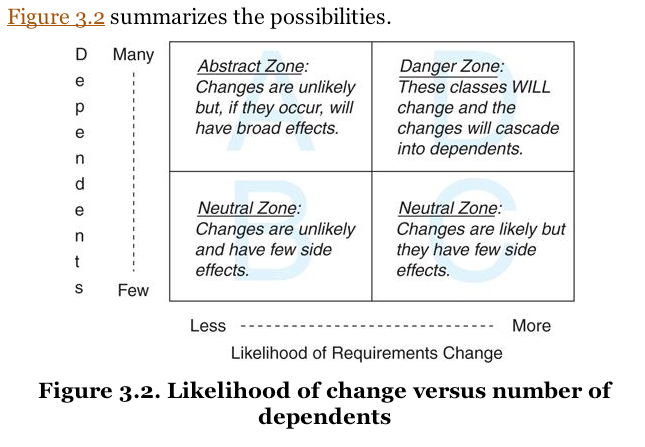 Figure 3.2 summarizes the possibilities.
Dependents
Many
Few
A
Abstract Zone:
Changes are unlikely
but, if they occur, will
have broad effects.
D
Danger Zone:
These classes WILL
change and the
changes will cascade
into dependents.
B
Neutral Zone:
Changes are unlikely
and have few side
effects.
C
Neutral Zone:
Changes are likely but
they have few side
effects.
Less
More
Likelihood of Requirements Change
Figure 3.2. Likelihood of change versus number of
dependents